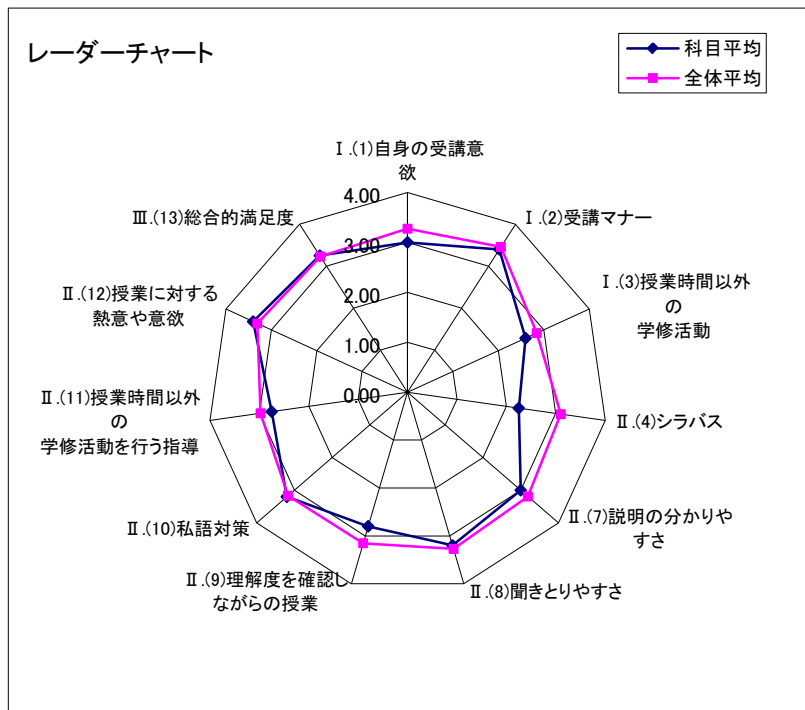 レーダーチャート
科目平均
全体平均
Ⅰ.(1)自身の受講意
欲
Ⅰ.(2)受講マナー
Ⅰ.(3)授業時間以外
の
学修活動
Ⅱ.(4)シラバス
Ⅱ.(7)説明の分かりや
すさ
Ⅱ.(8)聞きとりやすさ
Ⅱ.(9)理解度を確認し
ながらの授業
Ⅱ.(10)私語対策
Ⅱ.(11)授業時間以外
の
学修活動を行う指導
Ⅱ.(12)授業に対する
熱意や意欲
Ⅲ.(13)総合的満足度
4.00
3.00
2.00
1.00
0.00